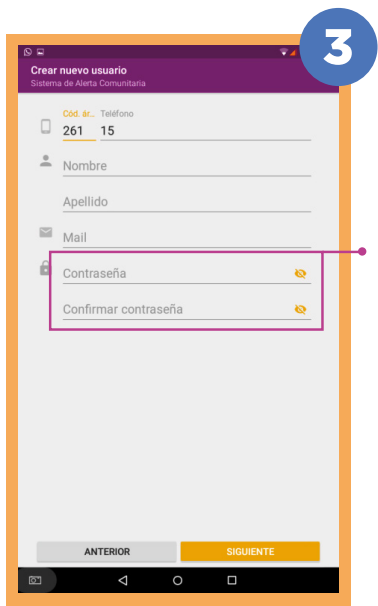 3
Crear nuevo usuario
Sistema de Alerta Comunitaria
Cód. ár.. Teléfono
261 15
Nombre
Apellido
Mail
Contraseña
Confirmar contraseña
ANTERIOR SIGUIENTE